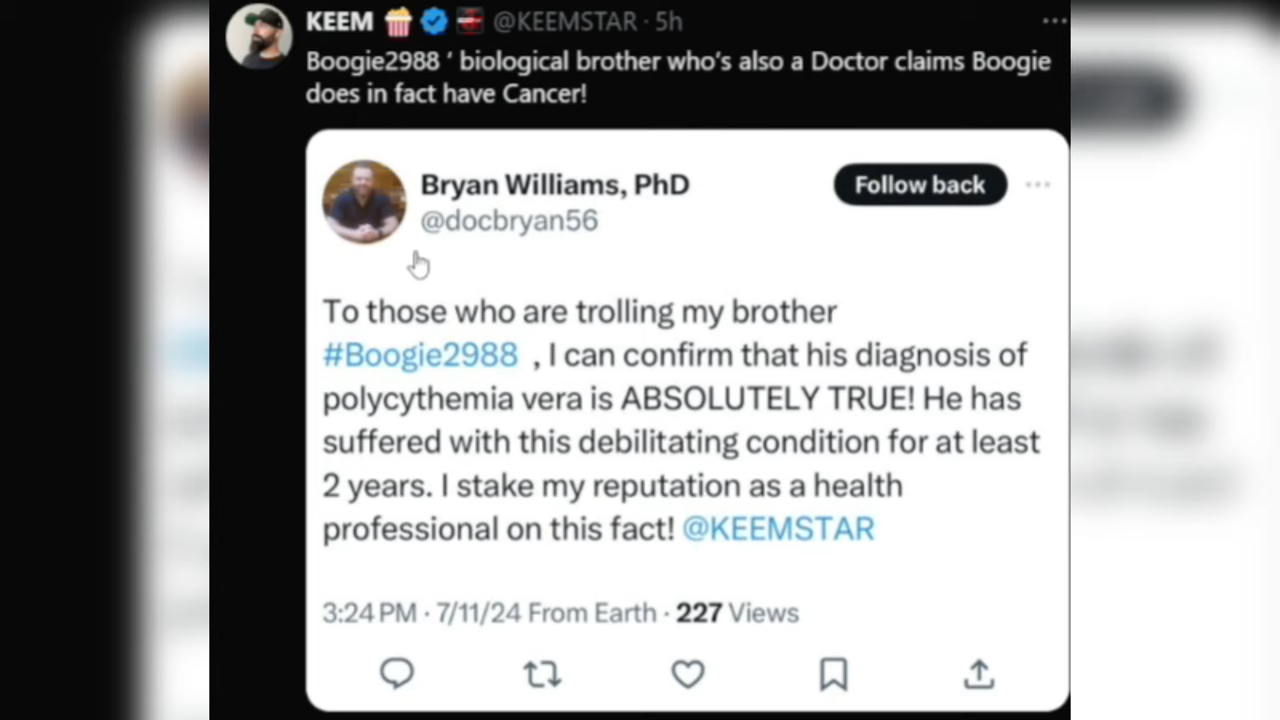 KEEM 🍿 @KEEMSTAR · 5h
Boogie2988 ‘ biological brother who’s also a Doctor claims Boogie
does in fact have Cancer!
Bryan Williams, PhD
Follow back
@docbryan56
To those who are trolling my brother
#Boogie2988 , I can confirm that his diagnosis of
polycythemia vera is ABSOLUTELY TRUE! He has
suffered with this debilitating condition for at least
2 years. I stake my reputation as a health
professional on this fact! @KEEMSTAR
3:24 PM · 7/11/24 From Earth · 227 Views